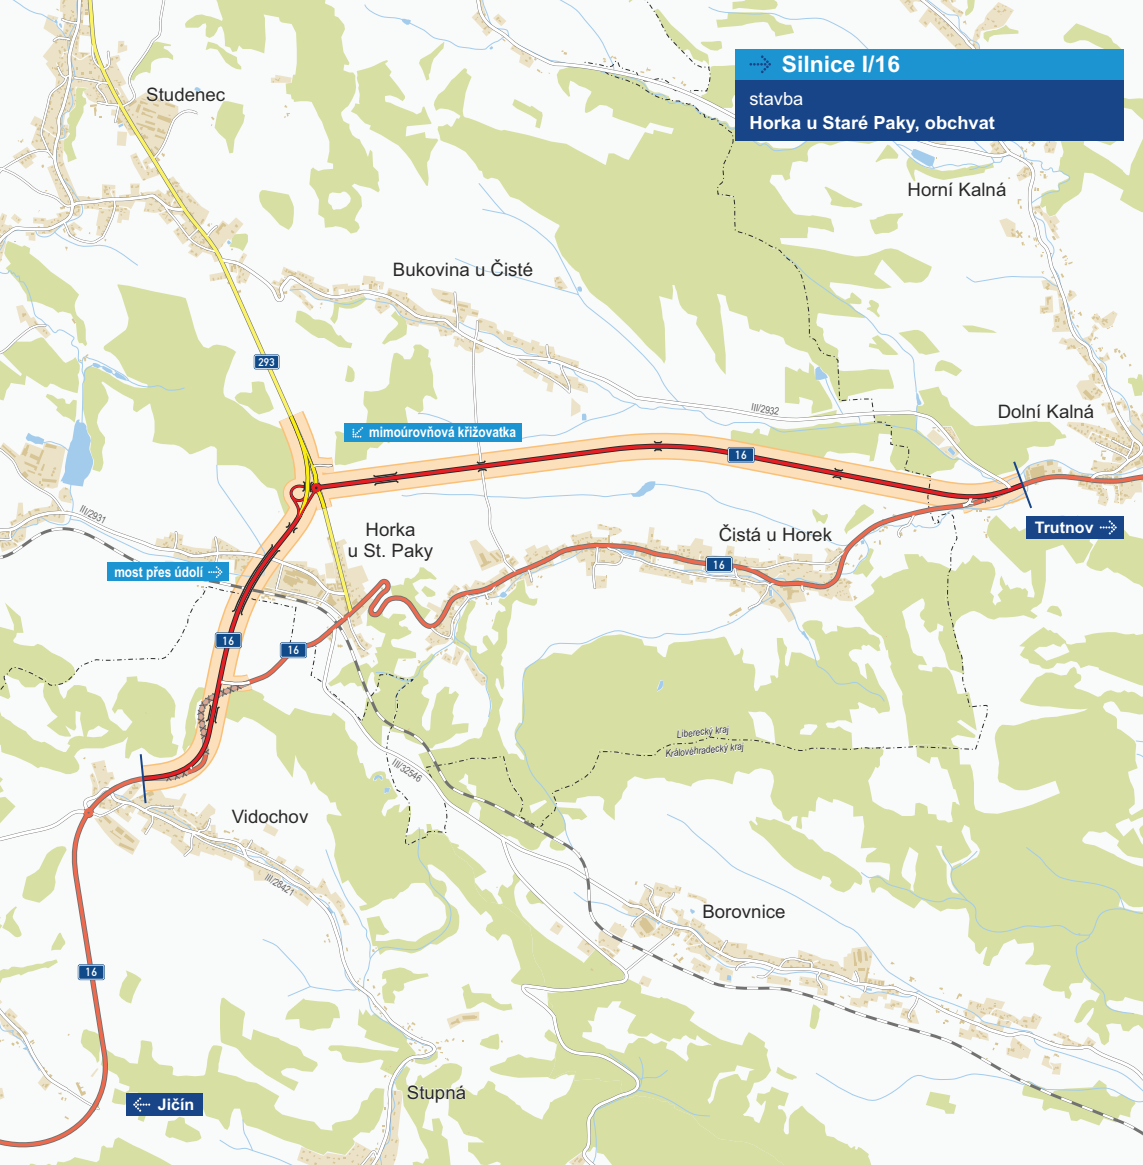 Silnice I/16
stavba
Horka u Staré Paky, obchvat
Studenec
Horní Kalná
Bukovina u Čisté
293
III/2932
Dolní Kalná
mimoúrovňová křižovatka
16
III/2931
Horka
u St. Paky
Čistá u Horek
Trutnov
16
most přes údolí
16
16
Liberecký kraj
Královéhradecký kraj
III/32546
Vidochov
III/28421
Borovnice
16
Stupná
Jičín